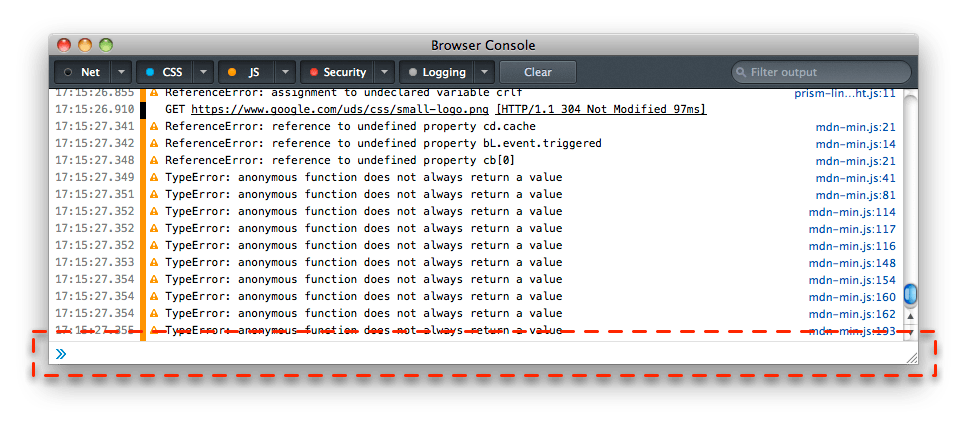 Browser Console
Net CSS JS Security Logging Clear Filter output
17:15:26.855 ReferenceError: assignment to undeclared variable crlf prism-lin…ht.js:11
17:15:26.910 GET https://www.google.com/uds/css/small-logo.png [HTTP/1.1 304 Not Modified 97ms]
17:15:27.341 ReferenceError: reference to undefined property cd.cache mdn-min.js:21
17:15:27.342 ReferenceError: reference to undefined property bL.event.triggered mdn-min.js:14
17:15:27.348 ReferenceError: reference to undefined property cb[0] mdn-min.js:21
17:15:27.349 TypeError: anonymous function does not always return a value mdn-min.js:41
17:15:27.351 TypeError: anonymous function does not always return a value mdn-min.js:81
17:15:27.352 TypeError: anonymous function does not always return a value mdn-min.js:114
17:15:27.352 TypeError: anonymous function does not always return a value mdn-min.js:117
17:15:27.352 TypeError: anonymous function does not always return a value mdn-min.js:116
17:15:27.353 TypeError: anonymous function does not always return a value mdn-min.js:148
17:15:27.354 TypeError: anonymous function does not always return a value mdn-min.js:154
17:15:27.354 TypeError: anonymous function does not always return a value mdn-min.js:160
17:15:27.354 TypeError: anonymous function does not always return a value mdn-min.js:162
17:15:27.355 TypeError: anonymous function does not always return a value mdn-min.js:193